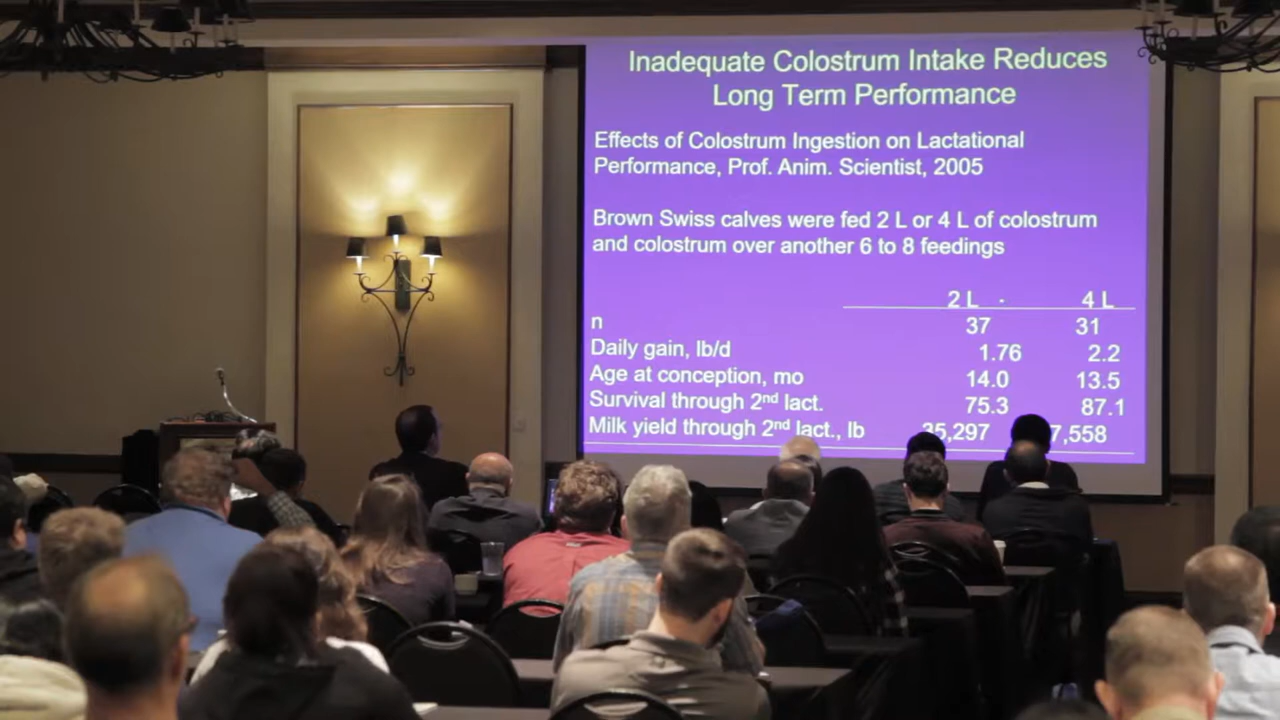 Inadequate Colostrum Intake Reduces
Long Term Performance
Effects of Colostrum Ingestion on Lactational
Performance, Prof. Anim. Scientist, 2005
Brown Swiss calves were fed 2 L or 4 L of colostrum
and colostrum over another 6 to 8 feedings
2 L . 4 L
n 37 31
Daily gain, lb/d 1.76 2.2
Age at conception, mo 14.0 13.5
Survival through 2nd lact. 75.3 87.1
Milk yield through 2nd lact., lb